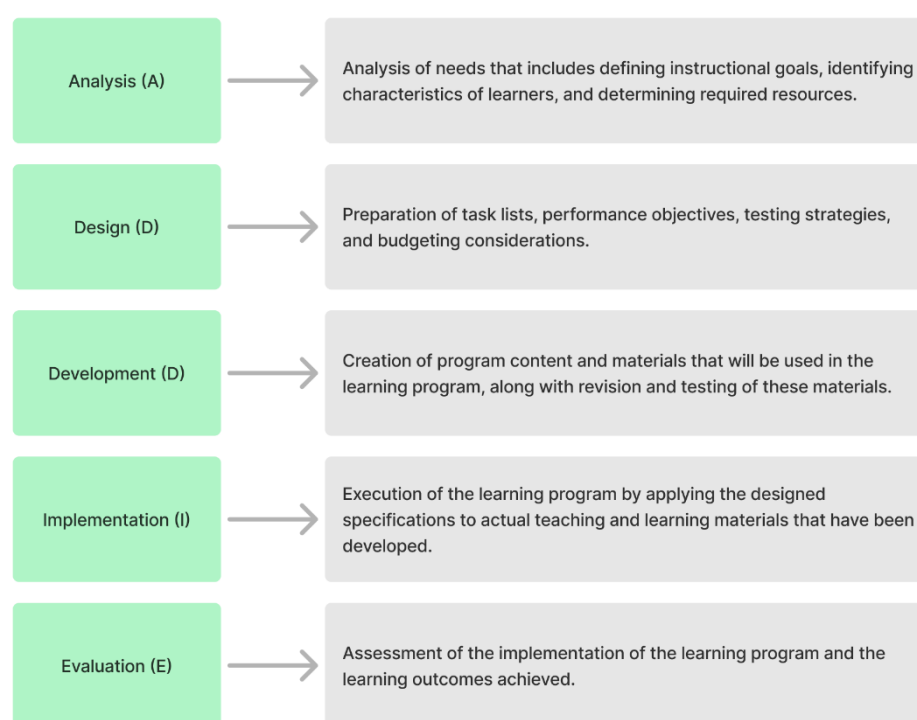 Analysis (A)
Analysis of needs that includes defining instructional goals, identifying
characteristics of learners, and determining required resources.
Design (D)
Preparation of task lists, performance objectives, testing strategies,
and budgeting considerations.
Development (D)
Creation of program content and materials that will be used in the
learning program, along with revision and testing of these materials.
Implementation (I)
Execution of the learning program by applying the designed
specifications to actual teaching and learning materials that have been
developed.
Evaluation (E)
Assessment of the implementation of the learning program and the
learning outcomes achieved.